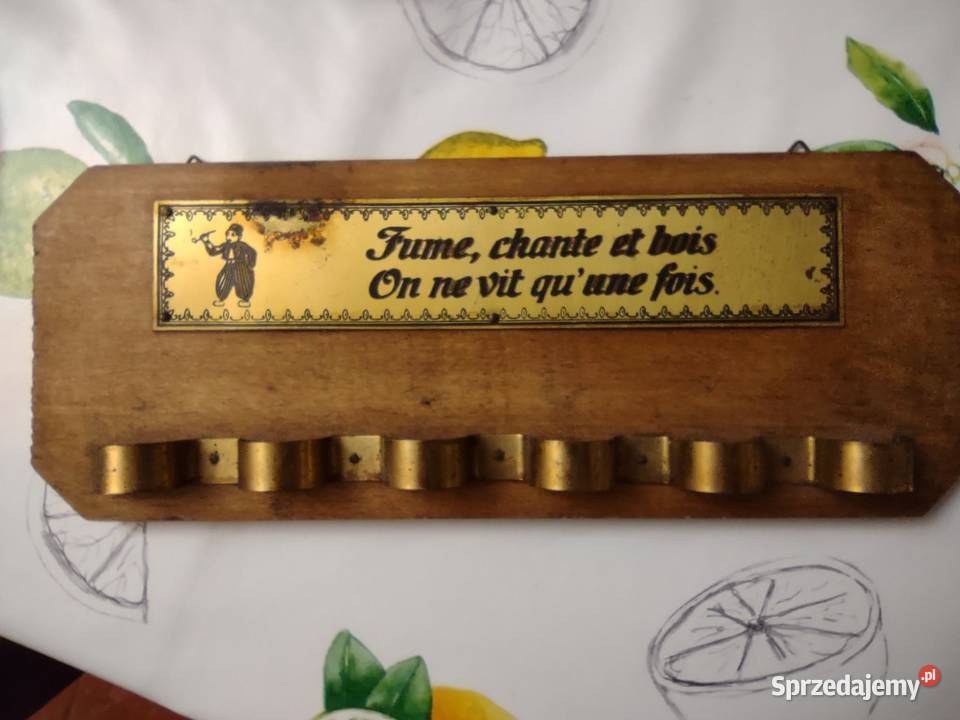 Fume, chante et bois
On ne vit qu'une fois.
Sprzedajemy.pl